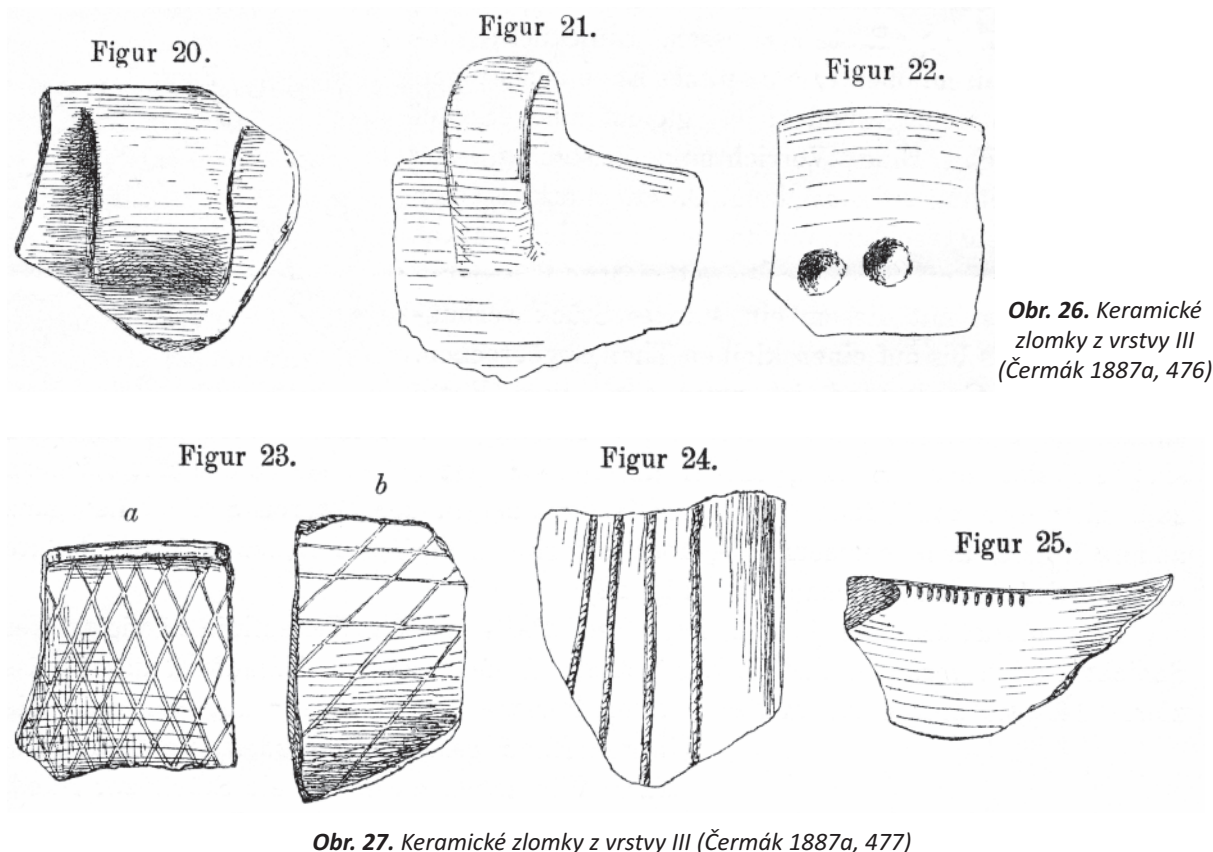 Figur 20.
Figur 21.
Figur 22.
Obr. 26. Keramické
zlomky z vrstvy III
(Čermák 1887a, 476)
Figur 23.
a
b
Figur 24.
Figur 25.
Obr. 27. Keramické zlomky z vrstvy III (Čermák 1887a, 477)